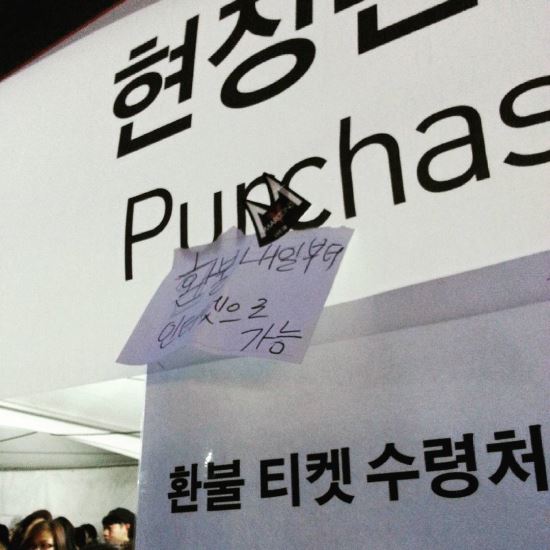 현장
Purchas
환불 내일부터
인터넷으로
가능
환불 티켓 수령처